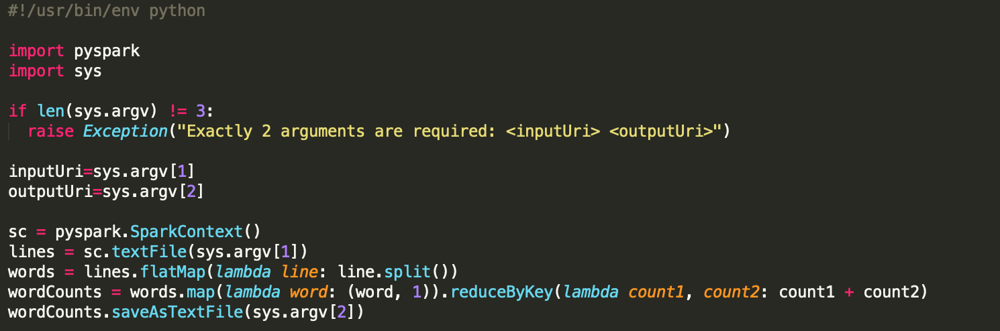 #!/usr/bin/env python
import pyspark
import sys
if len(sys.argv) != 3:
  raise Exception("Exactly 2 arguments are required: <inputUri> <outputUri>")
inputUri=sys.argv[1]
outputUri=sys.argv[2]
sc = pyspark.SparkContext()
lines = sc.textFile(sys.argv[1])
words = lines.flatMap(lambda line: line.split())
wordCounts = words.map(lambda word: (word, 1)).reduceByKey(lambda count1, count2: count1 + count2)
wordCounts.saveAsTextFile(sys.argv[2])